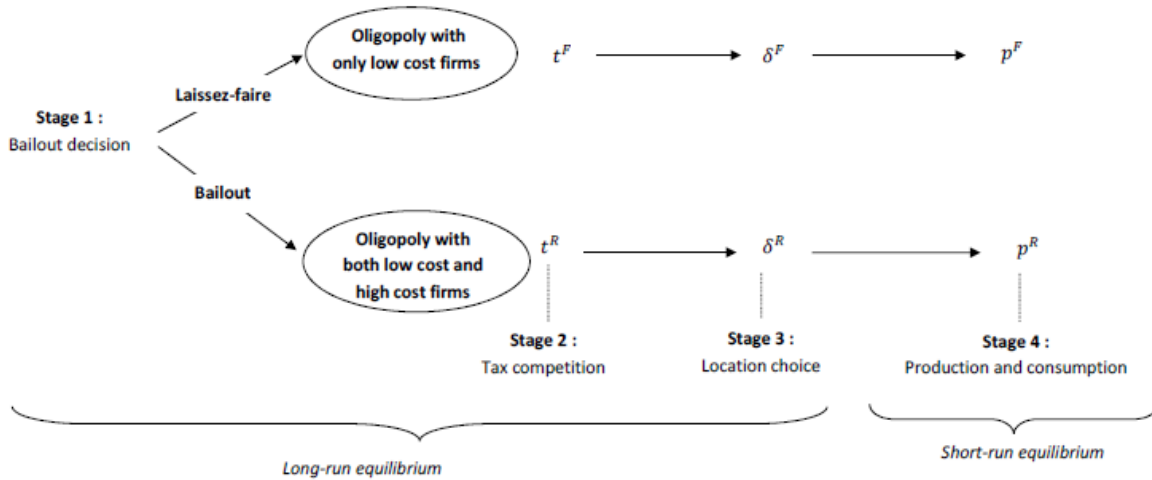 Oligopoly with
only low cost firms
t^F
δ^F
p^F
Laissez-faire
Stage 1 :
Bailout decision
Bailout
Oligopoly with
both low cost and
high cost firms
t^R
δ^R
p^R
Stage 2 :
Tax competition
Stage 3 :
Location choice
Stage 4 :
Production and consumption
Long-run equilibrium
Short-run equilibrium